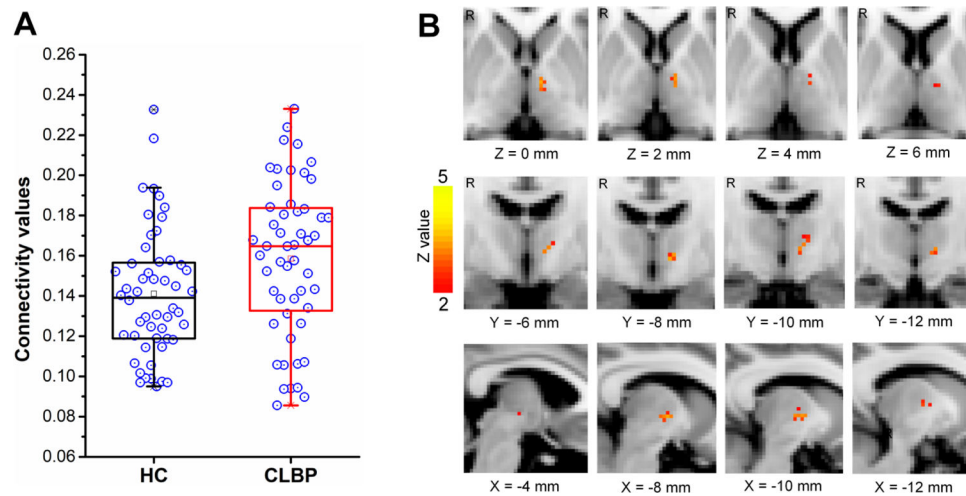 A
Connectivity values
0.26
0.24
0.22
0.20
0.18
0.16
0.14
0.12
0.10
0.08
0.06
HC CLBP
B
R R R R
Z = 0 mm Z = 2 mm Z = 4 mm Z = 6 mm
5
Z value
2
R R R R
Y = -6 mm Y = -8 mm Y = -10 mm Y = -12 mm
X = -4 mm X = -8 mm X = -10 mm X = -12 mm